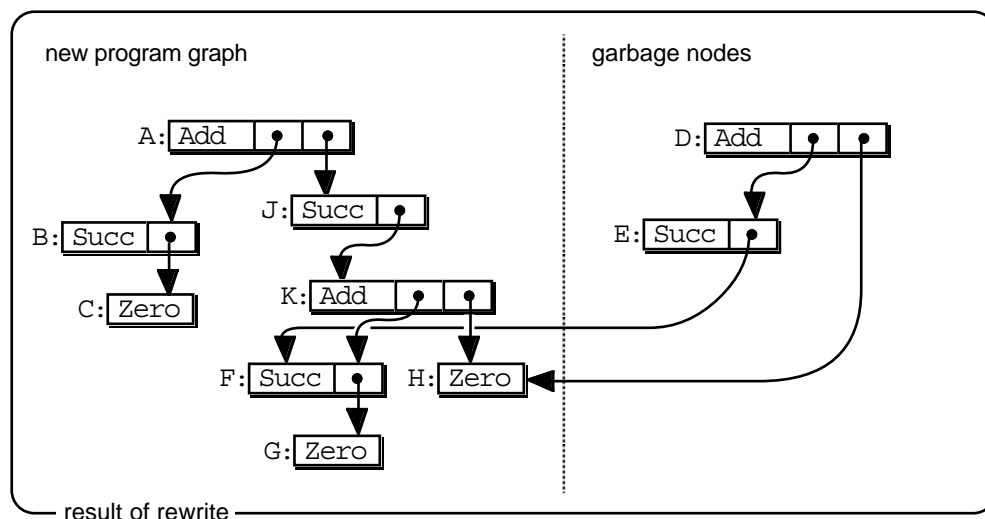 new program graph
garbage nodes
A: Add
D: Add
J: Succ
B: Succ
E: Succ
K: Add
C: Zero
F: Succ
H: Zero
G: Zero
result of rewrite